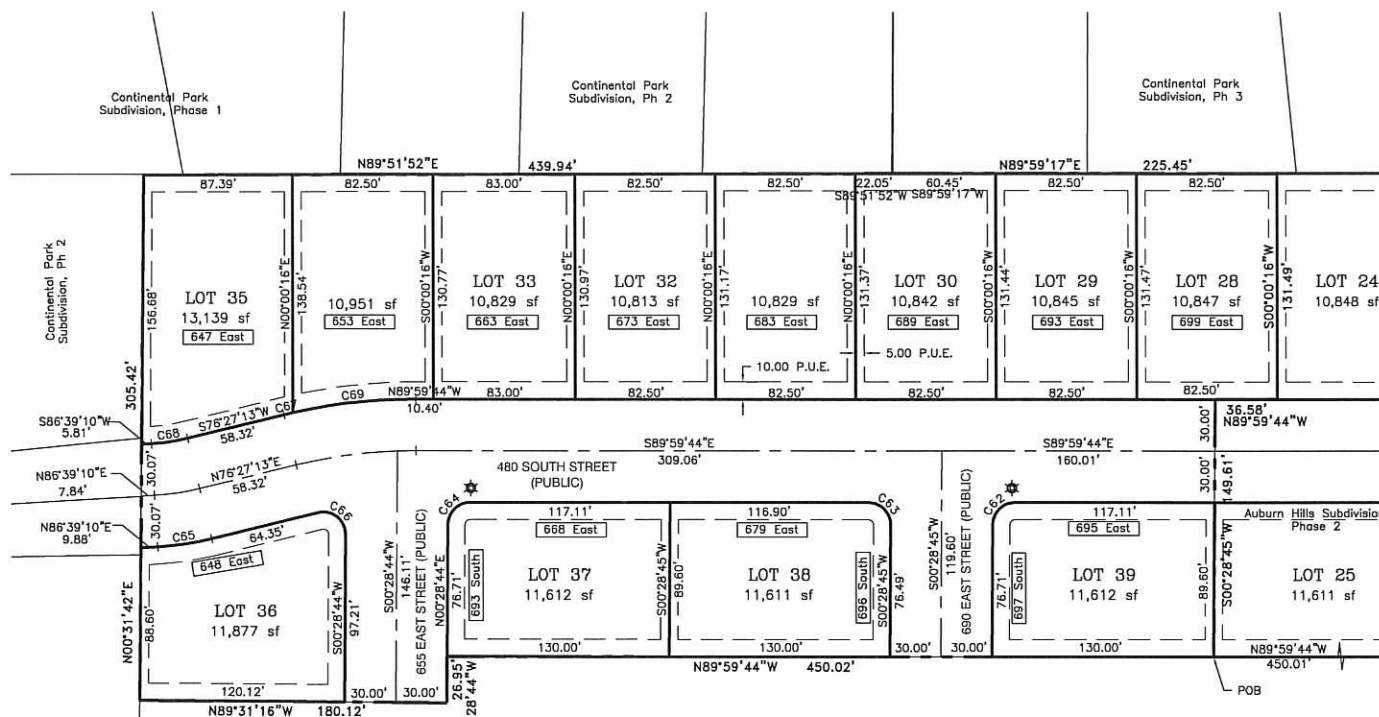 Continental Park
Subdivision, Phase 1
Continental Park
Subdivision, Ph 2
Continental Park
Subdivision, Ph 3
N89°51'52"E
439.94'
N89°59'17"E
225.45'
87.39'
82.50'
83.00'
82.50'
82.50'
22.05'
60.45'
82.50'
82.50'
S89°51'52"W
S89°59'17"W
Continental Park
Subdivision, Ph 2
156.68'
LOT 35
13,139 sf
647 East
N00°00'16"E
138.54'
10,951 sf
653 East
S00°00'16"W
130.77'
LOT 33
10,829 sf
663 East
N00°00'16"E
130.97'
LOT 32
10,813 sf
673 East
131.17'
10,829 sf
683 East
N00°00'16"E
131.37'
LOT 30
10,842 sf
689 East
S00°00'16"W
131.44'
LOT 29
10,845 sf
693 East
N00°00'16"W
131.47'
LOT 28
10,847 sf
699 East
S00°00'16"W
131.49'
LOT 24
10,848 sf
5.00 P.U.E.
10.00 P.U.E.
305.42'
S86°39'10"W
5.81'
C68
S76°27'13"W
58.32'
C67
C69
N89°59'44"W
10.40'
83.00'
82.50'
82.50'
82.50'
82.50'
82.50'
36.58'
N89°59'44"W
30.00'
30.07'
N86°39'10"E
7.84'
N76°27'13"E
58.32'
S89°59'44"E
309.06'
480 SOUTH STREET
(PUBLIC)
S89°59'44"E
160.01'
30.00'
149.61'
30.07'
N86°39'10"E
9.88'
C65
64.35'
C66
C64
117.11'
668 East
116.90'
679 East
C63
C62
117.11'
695 East
Auburn Hills Subdivision
Phase 2
648 East
N00°31'42"E
88.60'
LOT 36
11,877 sf
S00°28'44"W
97.21'
S00°28'44"W
146.11'
655 EAST STREET (PUBLIC)
N00°28'44"E
76.71'
693 South
LOT 37
11,612 sf
S00°28'45"W
89.60'
LOT 38
11,611 sf
696 South
S00°28'45"W
76.49'
S00°28'45"W
119.60'
690 EAST STREET (PUBLIC)
76.71'
697 South
LOT 39
11,612 sf
89.60'
S00°28'45"W
LOT 25
11,611 sf
130.00'
130.00'
30.00'
30.00'
130.00'
N89°59'44"W
N89°59'44"W 450.02'
450.01'
POB
120.12'
30.00'
30.00'
26.95'
28'44"W
N89°31'16"W 180.12'